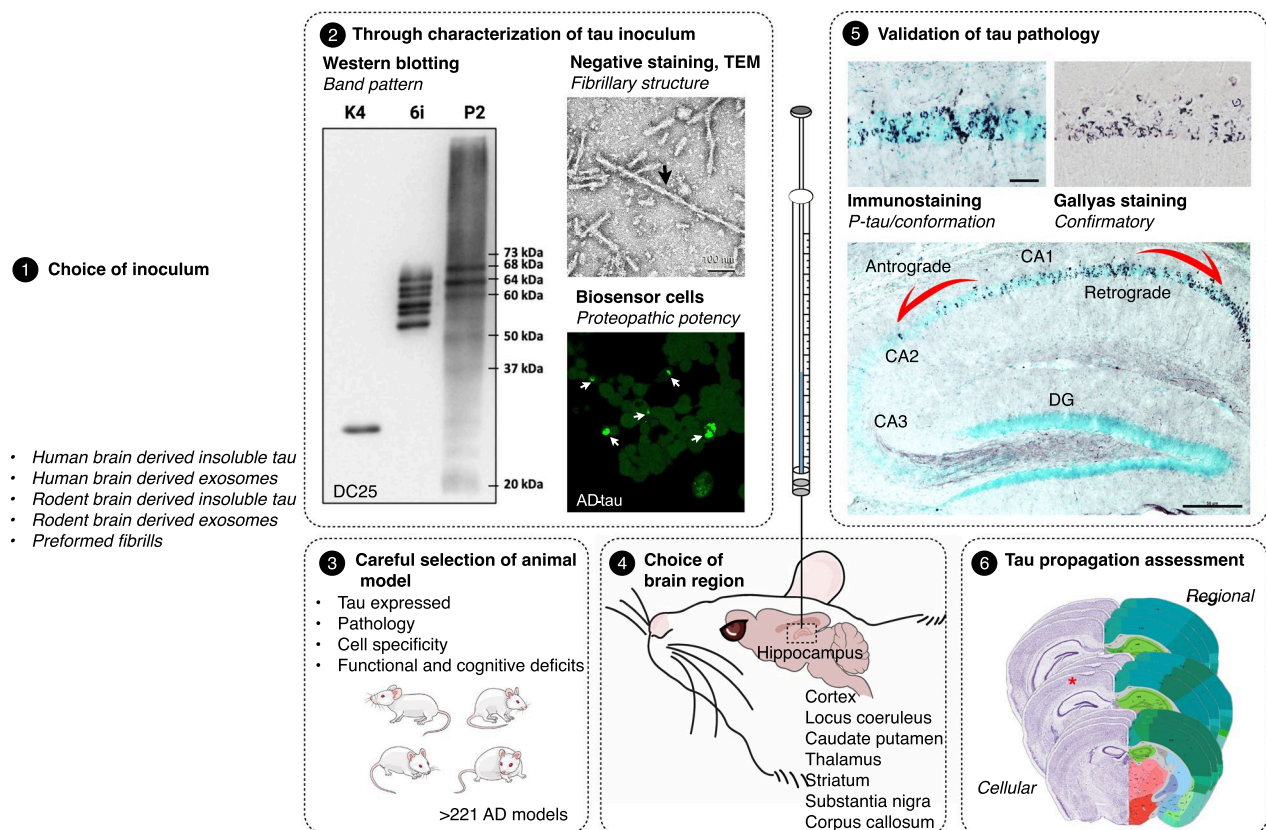 1 Choice of inoculum
• Human brain derived insoluble tau
• Human brain derived exosomes
• Rodent brain derived insoluble tau
• Rodent brain derived exosomes
• Preformed fibrills
2 Through characterization of tau inoculum
Western blotting
Band pattern
K4 6i P2
73 kDa
68 kDa
64 kDa
60 kDa
50 kDa
37 kDa
20 kDa
DC25
Negative staining, TEM
Fibrillary structure
100 nm
Biosensor cells
Proteopathic potency
AD-tau
3 Careful selection of animal
model
• Tau expressed
• Pathology
• Cell specificity
• Functional and cognitive deficits
>221 AD models
4 Choice of
brain region
Hippocampus
Cortex
Locus coeruleus
Caudate putamen
Thalamus
Striatum
Substantia nigra
Corpus callosum
5 Validation of tau pathology
Immunostaining
P-tau/conformation
Gallyas staining
Confirmatory
Antrograde
CA1
Retrograde
CA2
DG
CA3
6 Tau propagation assessment
Regional
*
Cellular